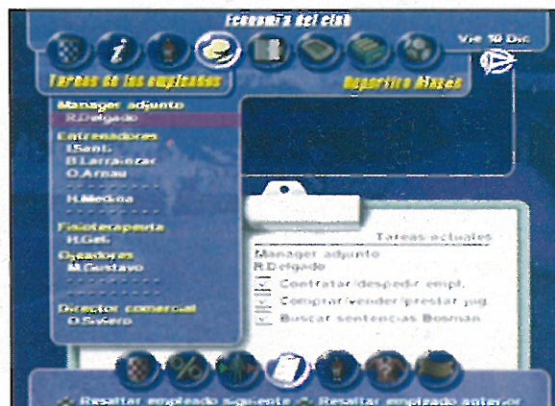 Economía del club
Vie 10 Dic
Tareas de los empleados
Deportivo Alavés
Manager adjunto
R.Delgado
Entrenadores
I.Santi
B.Larrainzar
O.Arnau
H.Medina
Fisioterapeuta
H.Geli
Ojeadores
M.Gustavo
Director comercial
O.Siviero
Tareas actuales
Manager adjunto
R.Delgado
Contratar/despedir empl.
Comprar/vender/prestar jug.
Buscar sentencias Bosman
Resaltar empleado siguiente
Resaltar empleado anterior